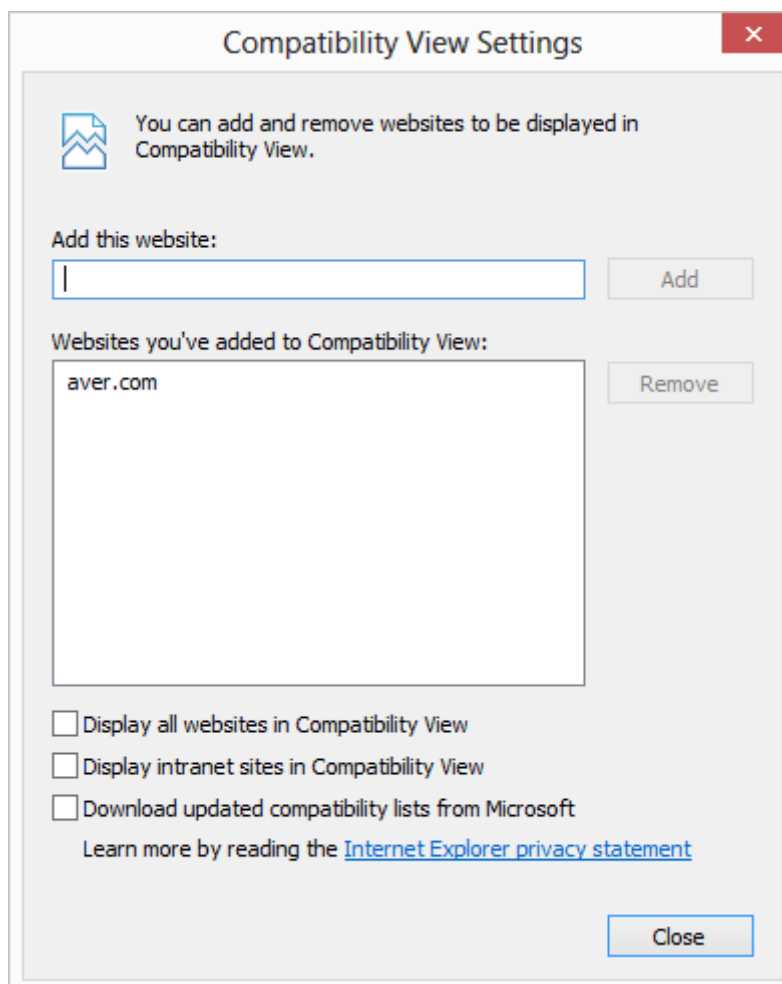 Compatibility View Settings
You can add and remove websites to be displayed in
Compatibility View.
Add this website:
Add
Websites you've added to Compatibility View:
aver.com
Remove
Display all websites in Compatibility View
Display intranet sites in Compatibility View
Download updated compatibility lists from Microsoft
Learn more by reading the Internet Explorer privacy statement
Close